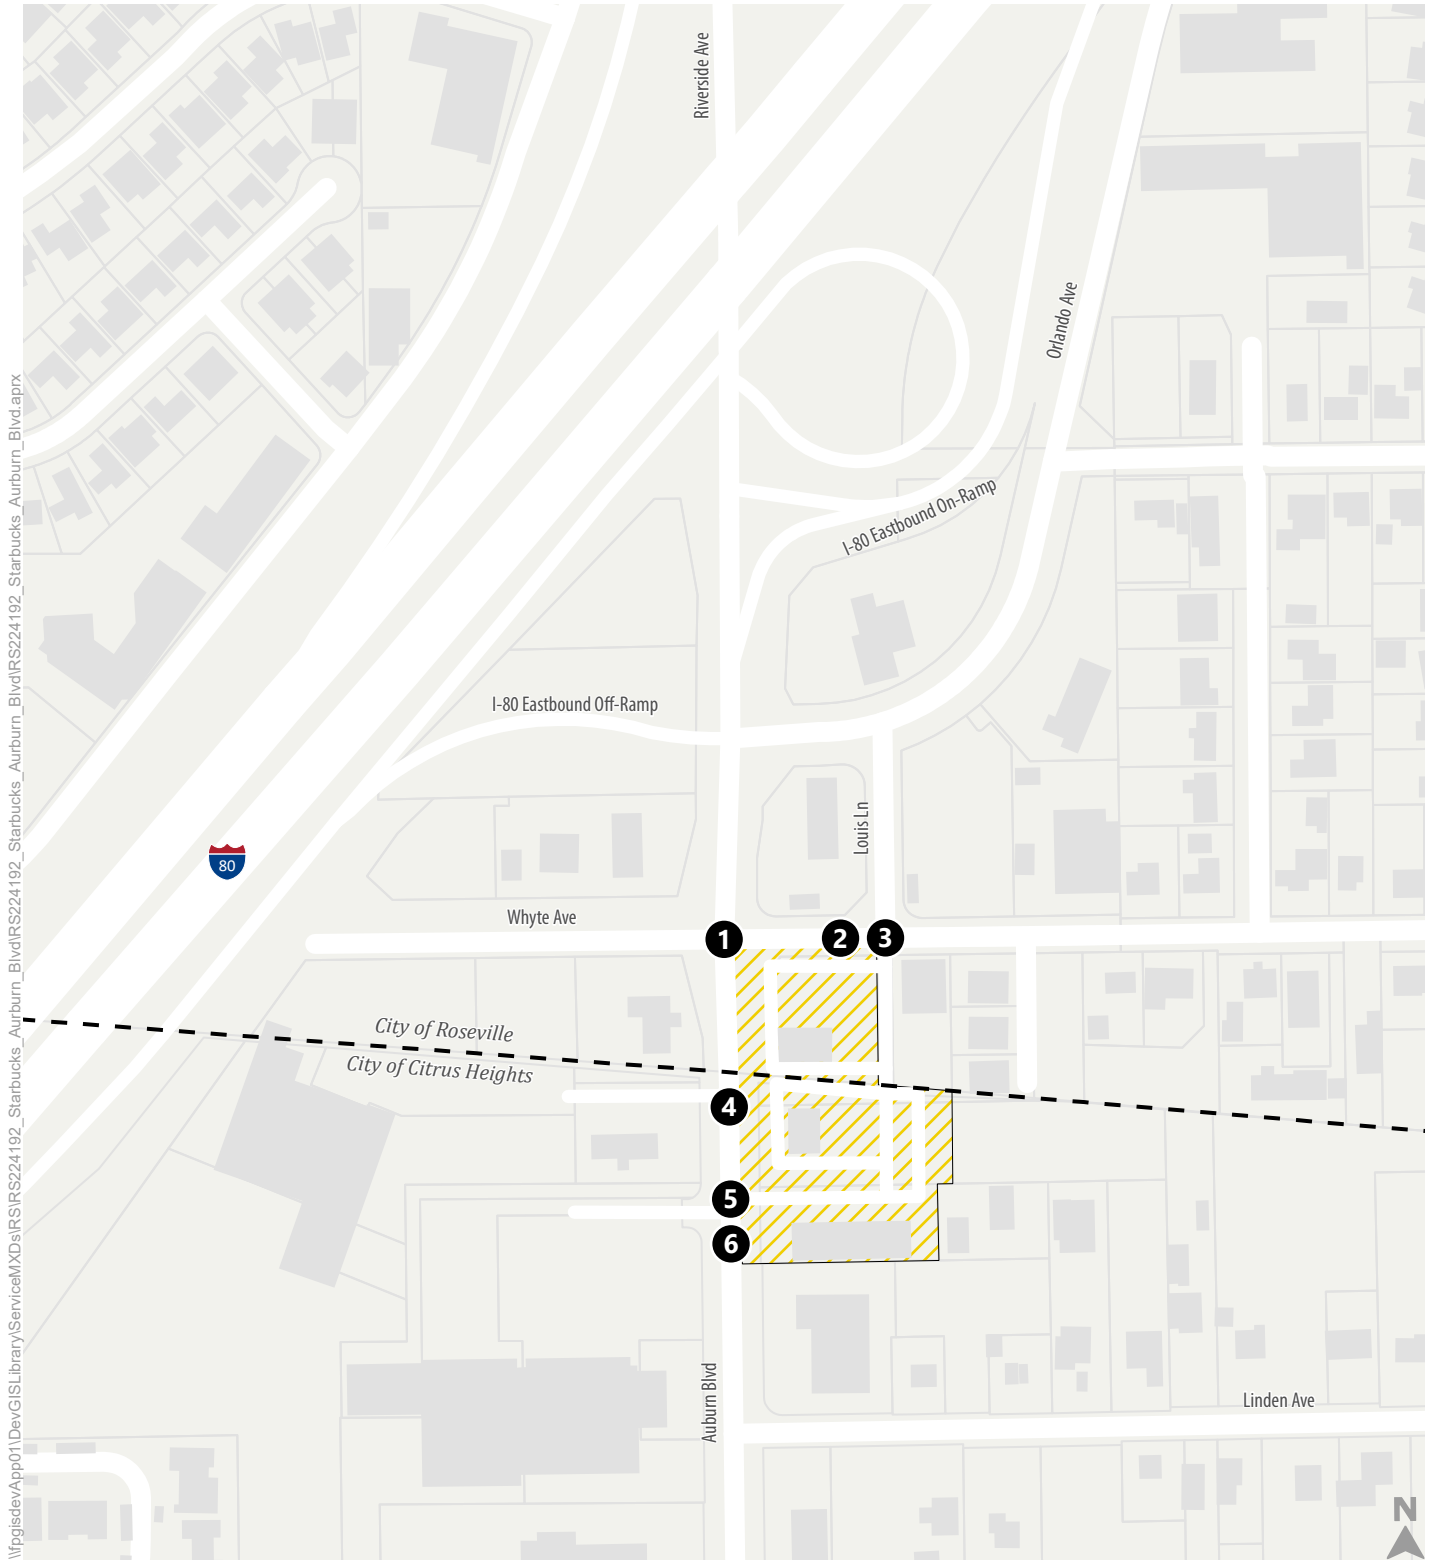 Riverside Ave
Orlando Ave
\\fpgisdevApp01\DevGISLibrary\ServiceMXDs\RS\RS224192_Starbucks_Aurburn_Blvd\RS224192_Starbucks_Aurburn_Blvd\RS224192_Starbucks_Aurburn_Blvd.aprx
I-80 Eastbound On-Ramp
I-80 Eastbound Off-Ramp
Louis Ln
80
Whyte Ave
1
2
3
City of Roseville
City of Citrus Heights
4
5
6
Auburn Blvd
Linden Ave
N